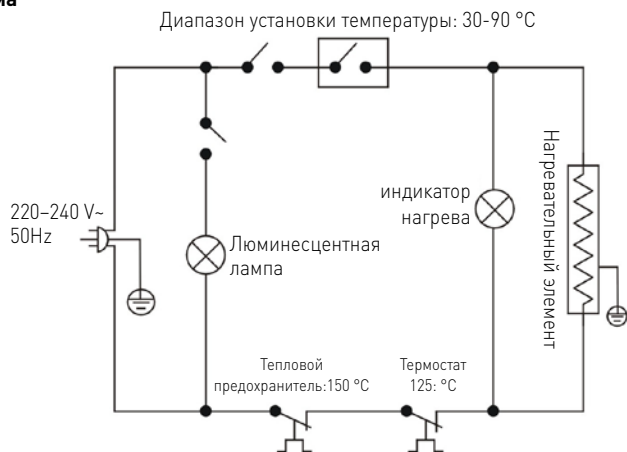 ма
Диапазон установки температуры: 30-90 °C
220–240 V~
50Hz
Люминесцентная
лампа
индикатор
нагрева
Нагревательный элемент
Тепловой
предохранитель:150 °C
Термостат
125: °C